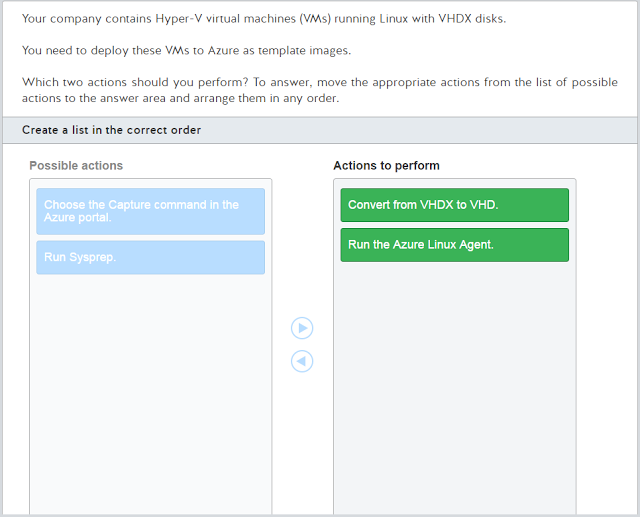 Your company contains Hyper-V virtual machines (VMs) running Linux with VHDX disks.
You need to deploy these VMs to Azure as template images.
Which two actions should you perform? To answer, move the appropriate actions from the list of possible
actions to the answer area and arrange them in any order.
Create a list in the correct order
Possible actions
Choose the Capture command in the
Azure portal.
Run Sysprep.
Actions to perform
Convert from VHDX to VHD.
Run the Azure Linux Agent.